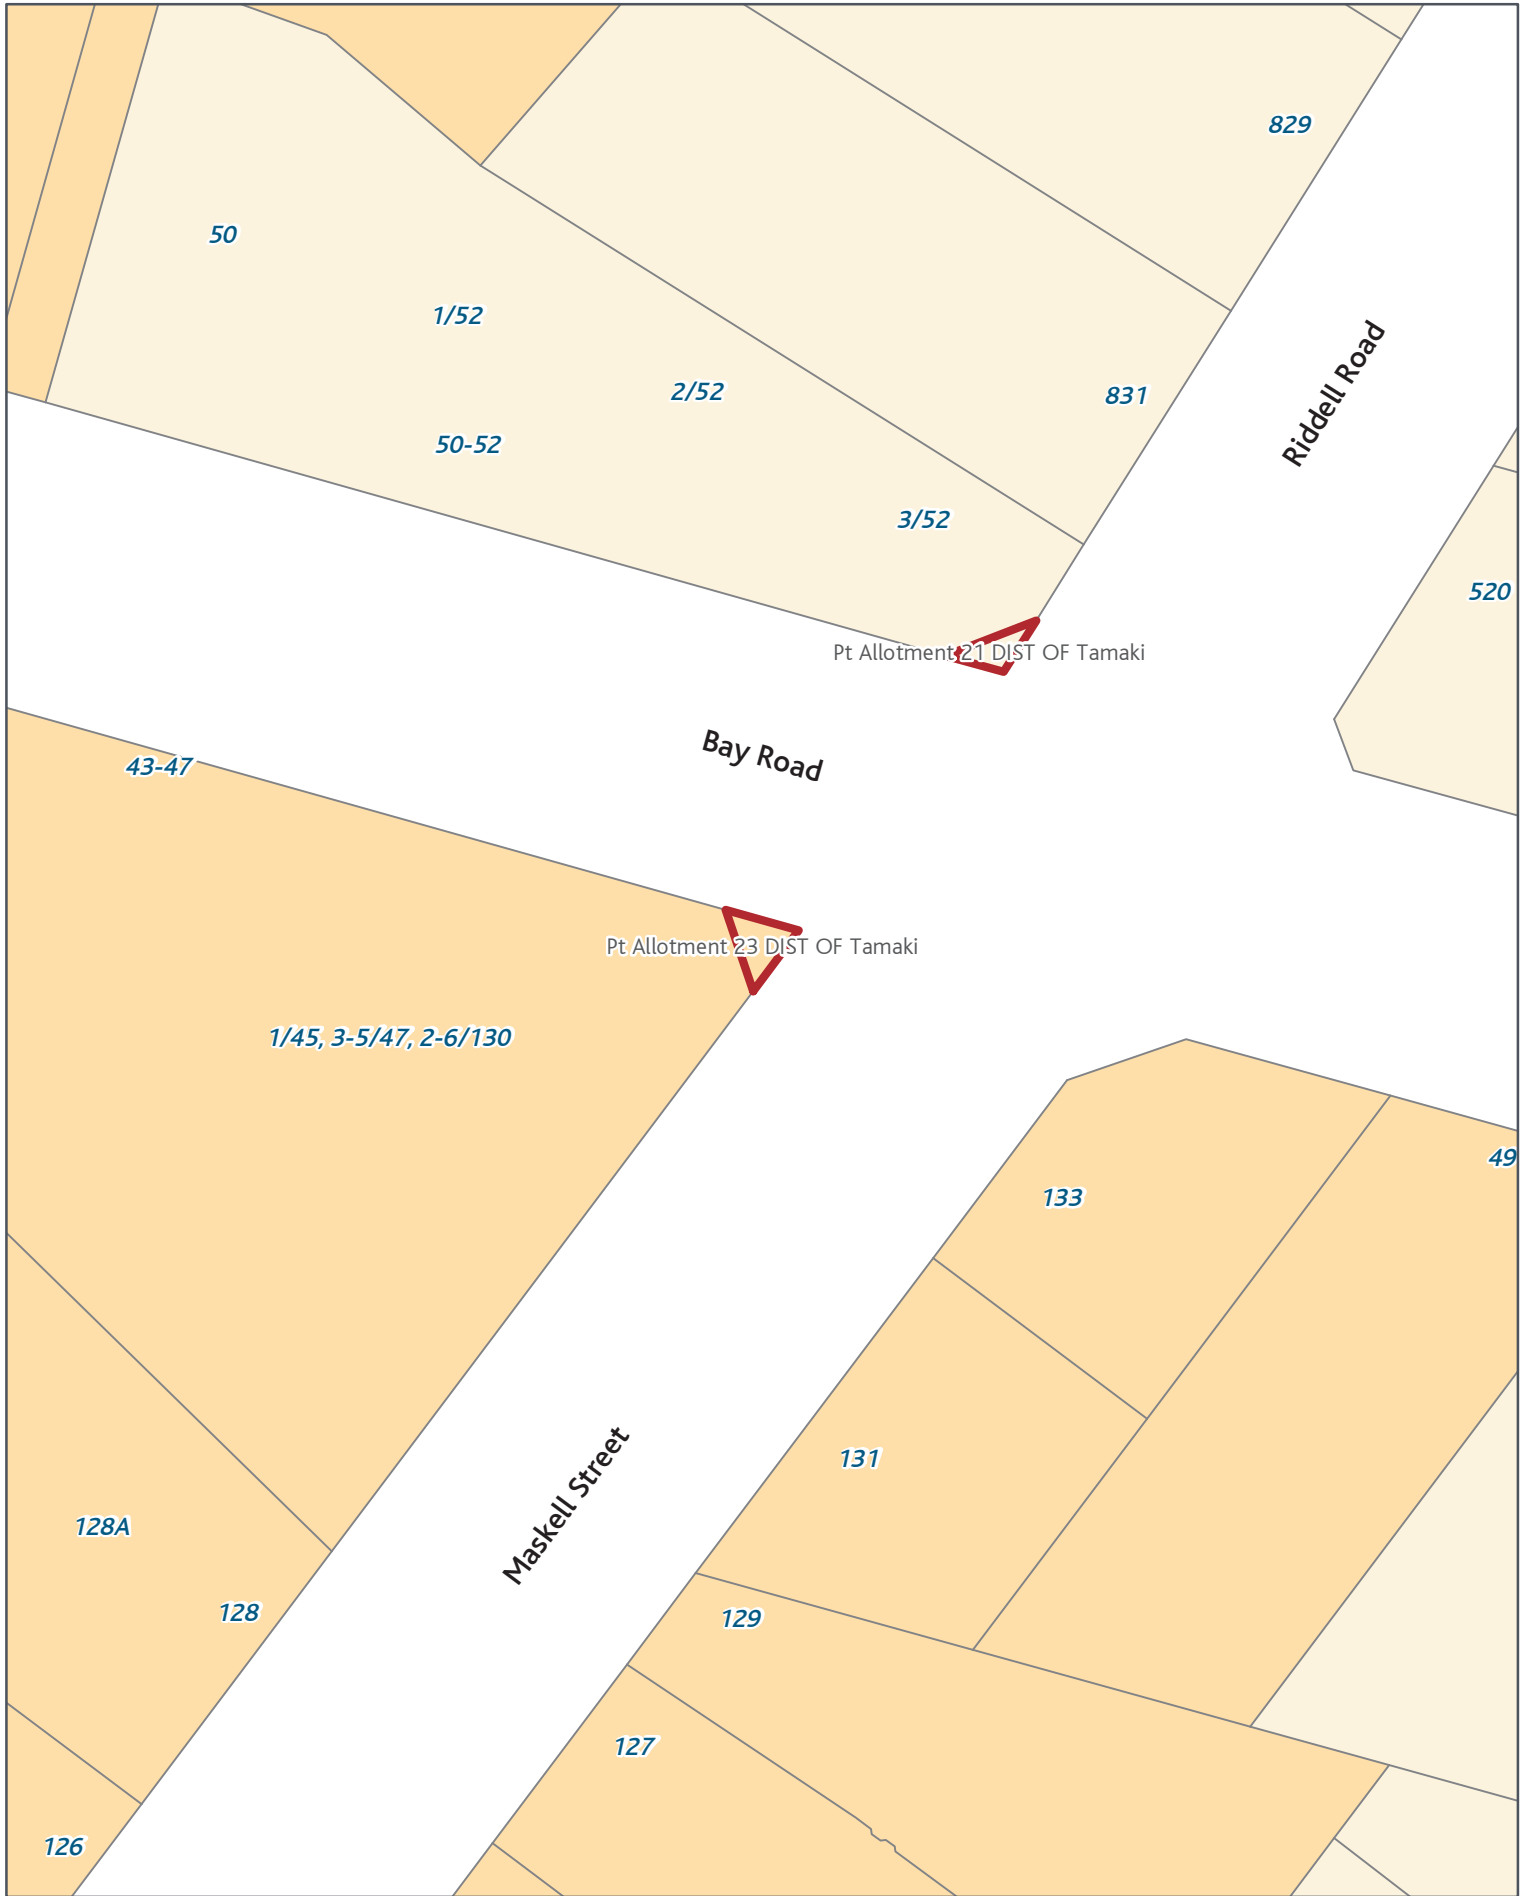 829
50
1/52
2/52
831
Riddell Road
50-52
3/52
520
Pt Allotment 21 DIST OF Tamaki
Bay Road
43-47
Pt Allotment 23 DIST OF Tamaki
1/45, 3-5/47, 2-6/130
49
133
131
Maskell Street
128A
128
129
127
126